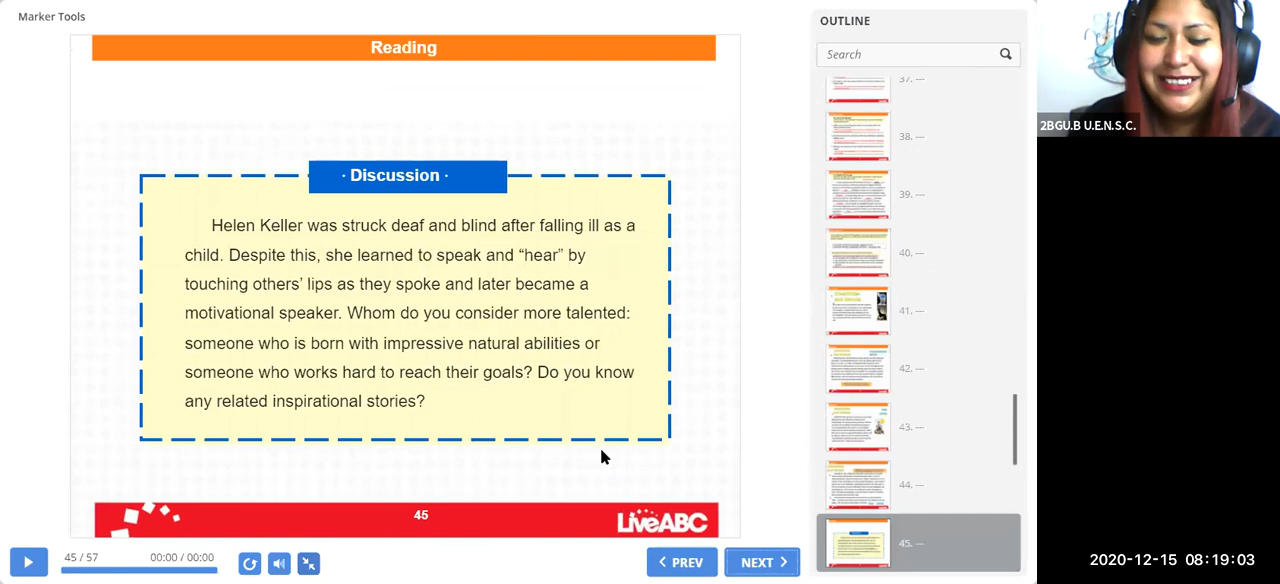 Marker Tools
Reading
· Discussion ·
Helen Keller was struck deaf and blind after falling ill as a
child. Despite this, she learned to speak and “hear” by
touching others’ lips as they spoke and later became a
motivational speaker. Whom do you consider more talented:
someone who is born with impressive natural abilities or
someone who works hard to reach their goals? Do you know
any related inspirational stories?
45
LiveABC
45 / 57
00:00 / 00:00
PREV
NEXT
OUTLINE
Search
37. —
38. —
39. —
40. —
41. —
42. —
43. —
44. —
45. —
2BGU.B U.E.N.S.C.
2020-12-15 08:19:03